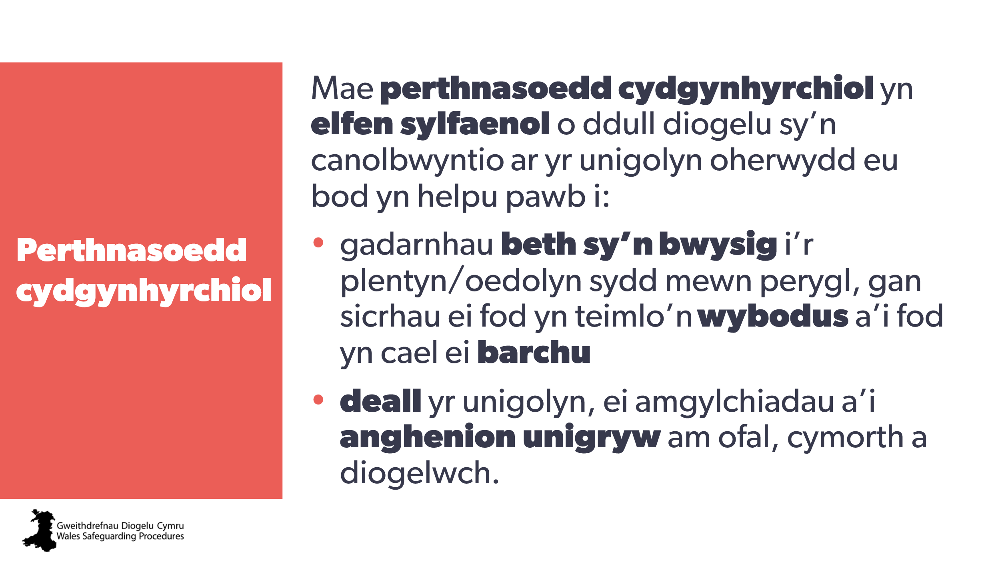 Perthnasoedd
cydgynhyrchiol
Mae perthnasoedd cydgynhyrchiol yn
elfen sylfaenol o ddull diogelu sy’n
canolbwyntio ar yr unigolyn oherwydd eu
bod yn helpu pawb i:
• gadarnhau beth sy’n bwysig i’r
plentyn/oedolyn sydd mewn perygl, gan
sicrhau ei fod yn teimlo’n wybodus a’i fod
yn cael ei barchu
• deall yr unigolyn, ei amgylchiadau a’i
anghenion unigryw am ofal, cymorth a
diogelwch.
Gweithdrefnau Diogelu Cymru
Wales Safeguarding Procedures